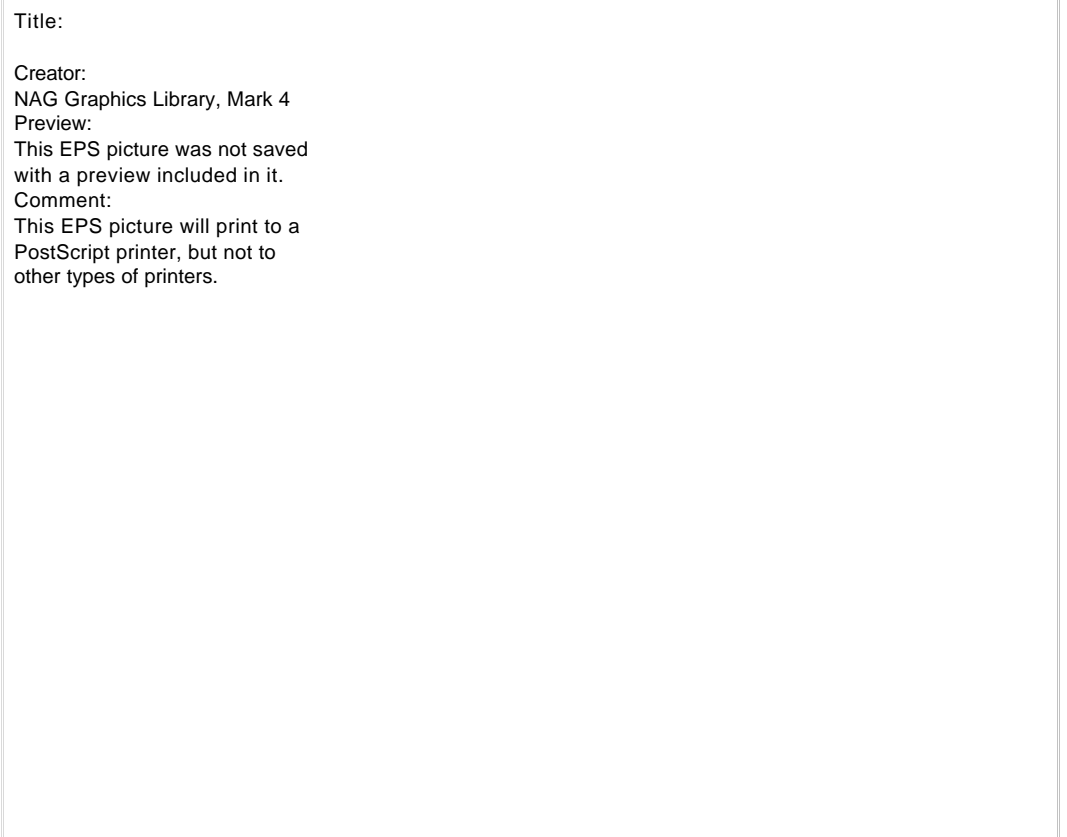 Title:
Creator:
NAG Graphics Library, Mark 4
Preview:
This EPS picture was not saved
with a preview included in it.
Comment:
This EPS picture will print to a
PostScript printer, but not to
other types of printers.